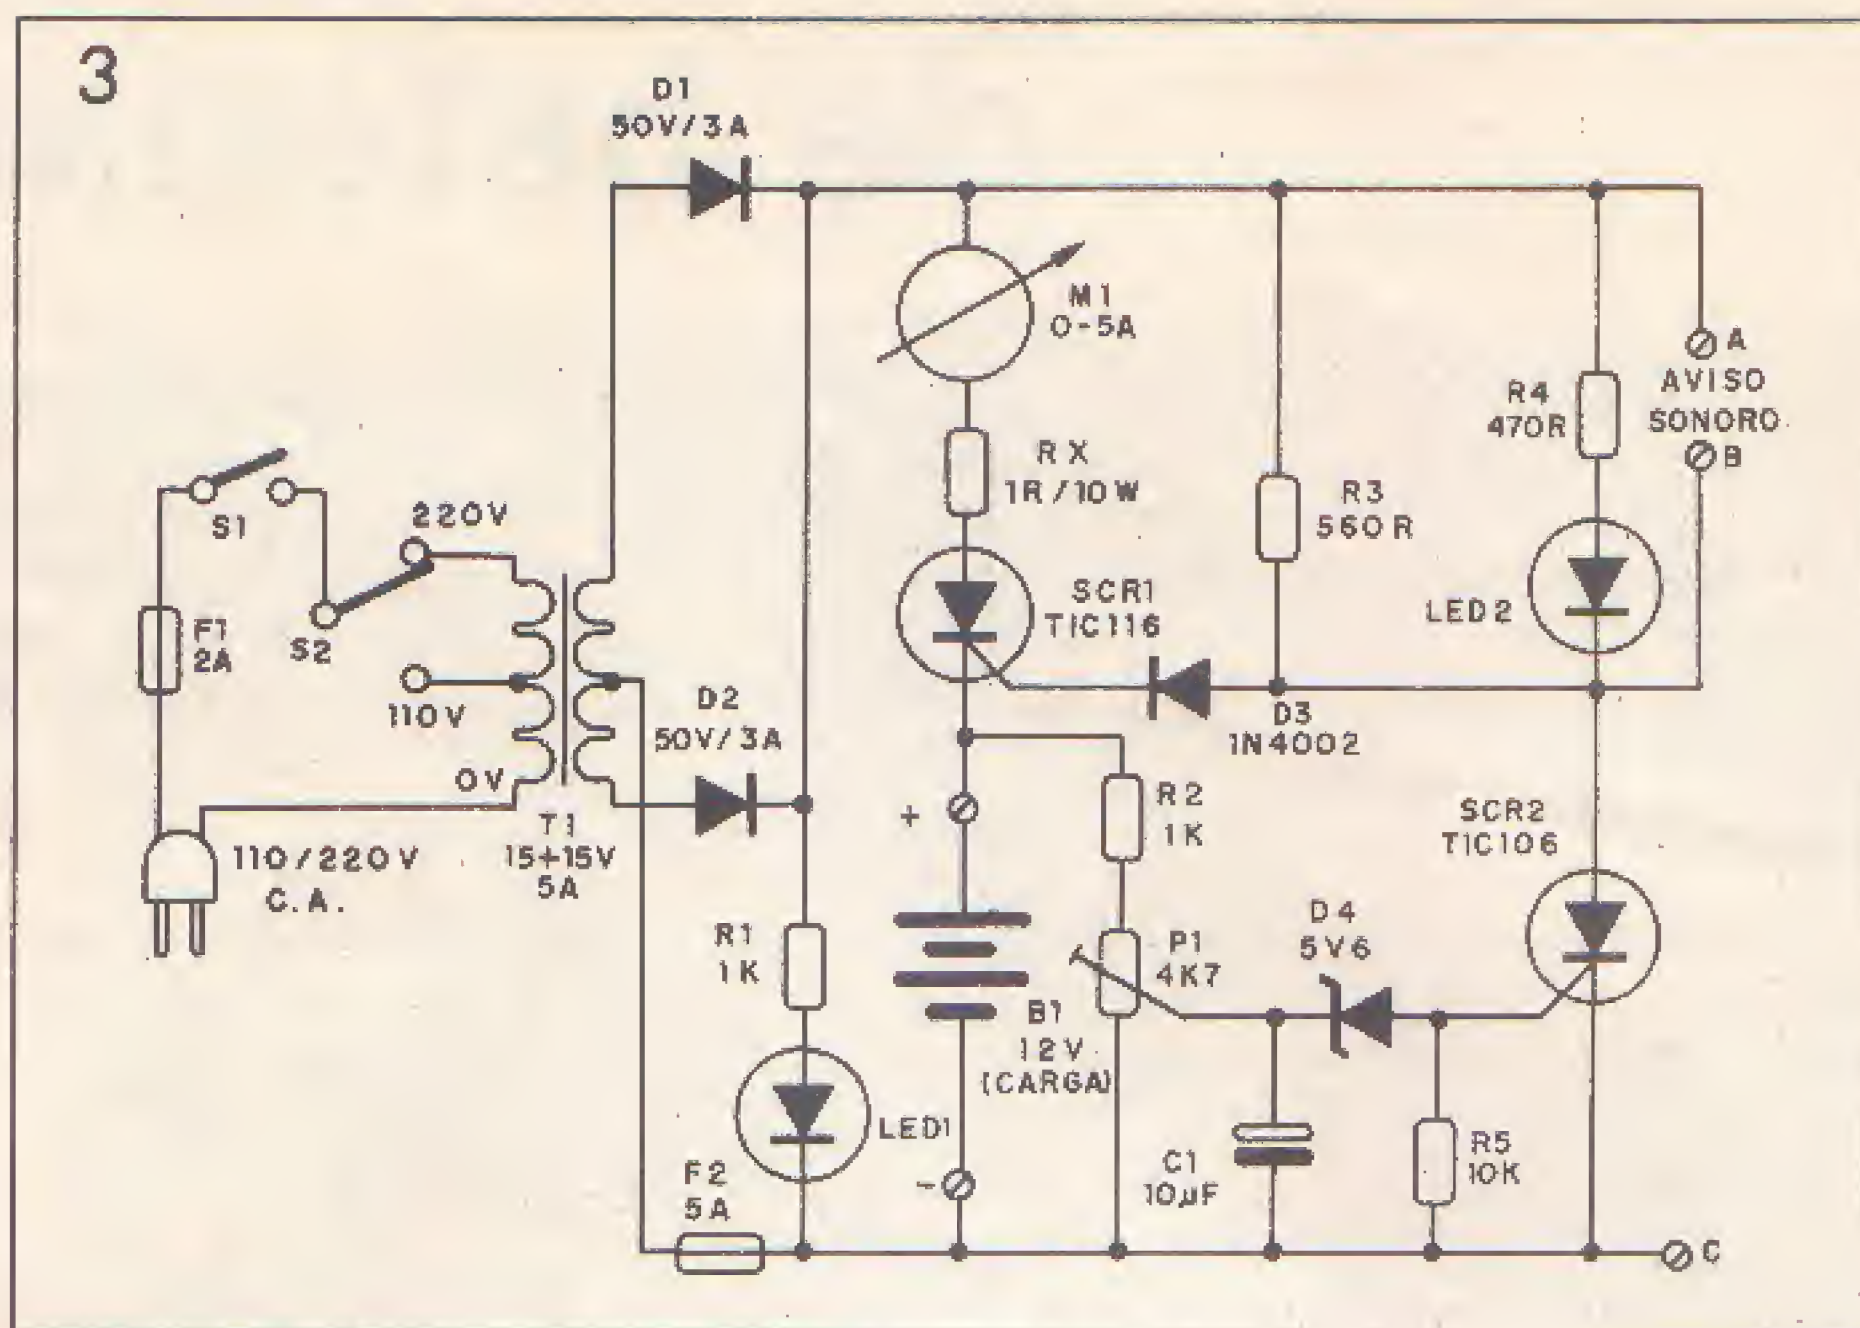 3
D1
50V/3A
M1
0-5A
A
AVISO
SONORO
B
R4
470R
RX
1R/10W
R3
560R
S1
220V
SCR1
TIC116
LED2
F1
2A
S2
110V
D2
50V/3A
D3
1N4002
0V
T1
15+15V
5A
110/220V
C.A.
+
R2
1K
SCR2
TIC106
R1
1K
P1
4K7
D4
5V6
B1
12V
(CARGA)
LED1
F2
5A
-
C1
10µF
R5
10K
C